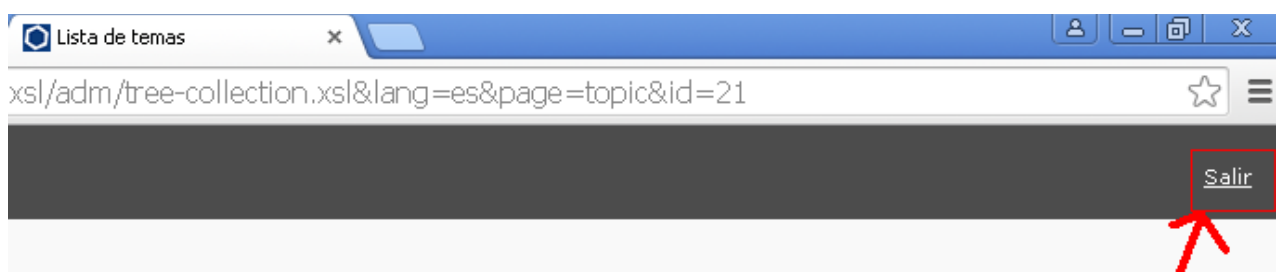 Lista de temas
xsl/adm/tree-collection.xsl&lang=es&page=topic&id=21
Salir